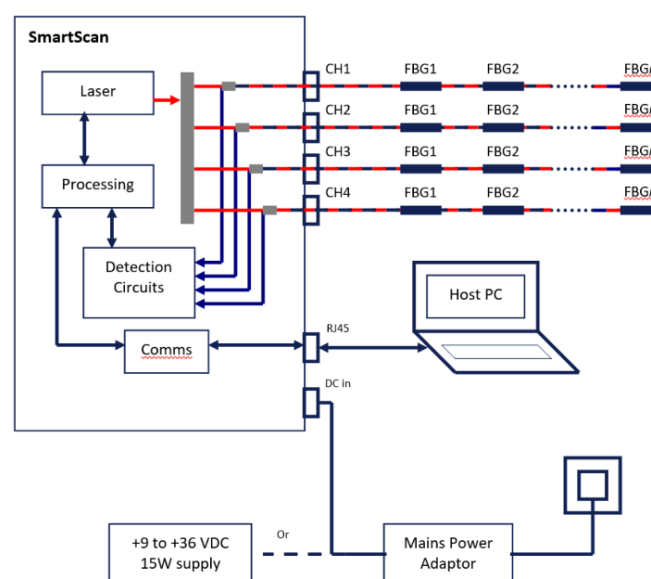 SmartScan
Laser
Processing
Detection
Circuits
Comms
CH1 FBG1 FBG2
CH2 FBG1 FBG2
CH3 FBG1 FBG2
CH4 FBG1 FBG2
RJ45
Host PC
DC in
+9 to +36 VDC
15W supply
Or
Mains Power
Adaptor